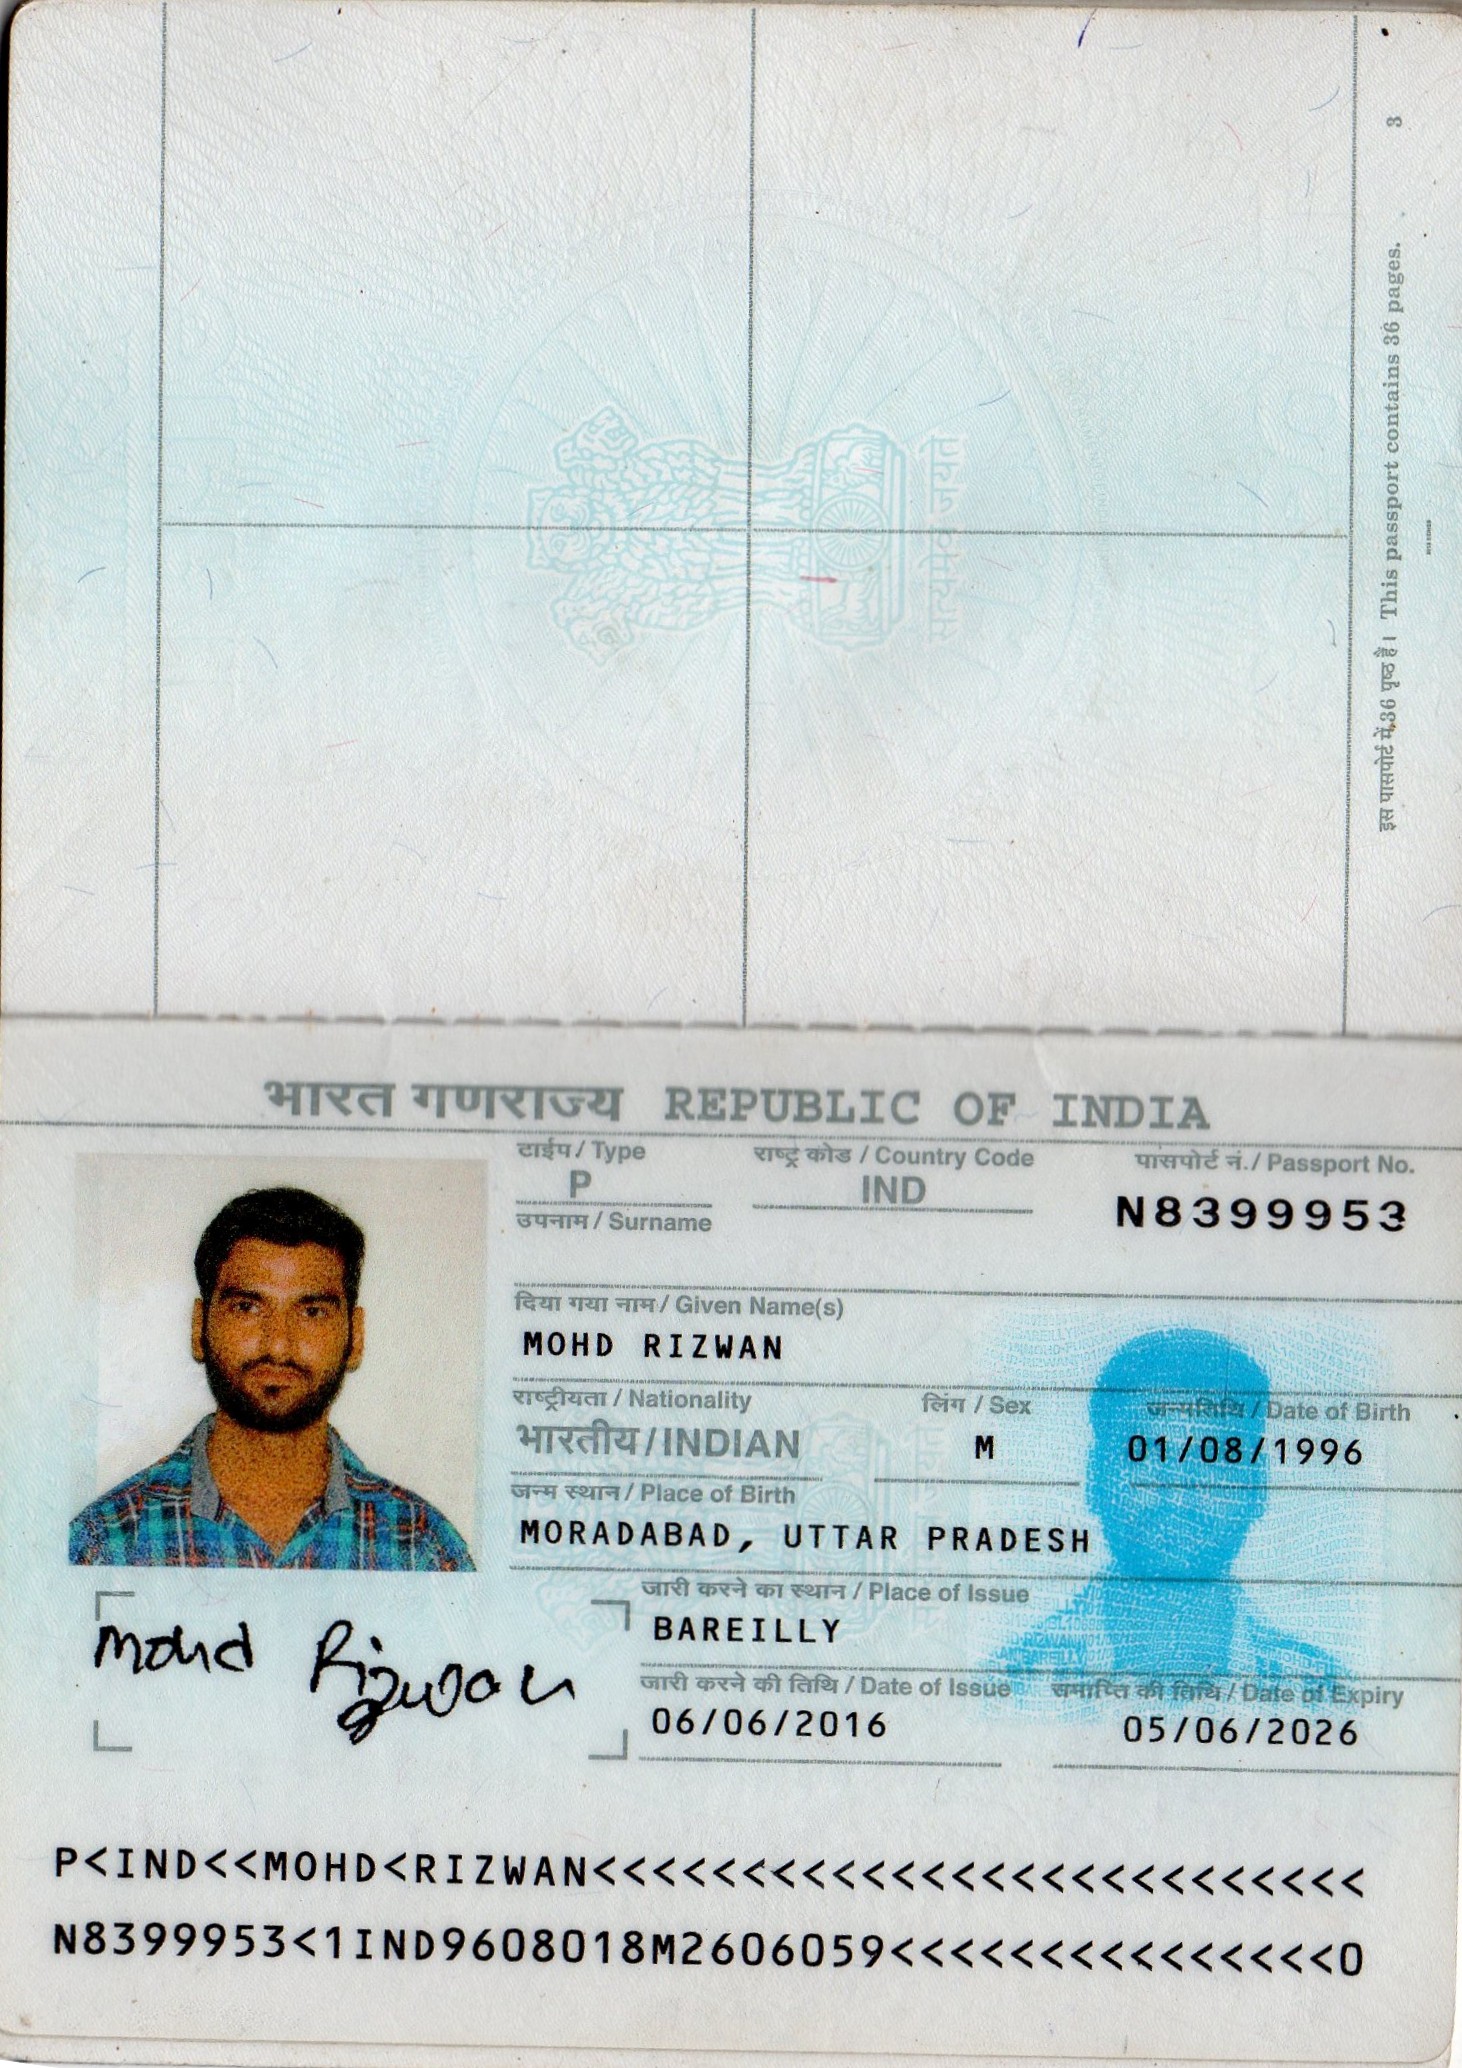 3
इस पासपोर्ट में 36 पृष्ठ है। This passport contains 36 pages.
भारत गणराज्य REPUBLIC OF INDIA
टाईप / Type राष्ट्र कोड / Country Code पासपोर्ट नं. / Passport No.
P IND N8399953
उपनाम / Surname
दिया गया नाम / Given Name(s)
MOHD RIZWAN
राष्ट्रीयता / Nationality लिंग / Sex जन्मतिथि / Date of Birth
भारतीय / INDIAN M 01/08/1996
जन्म स्थान / Place of Birth
MORADABAD, UTTAR PRADESH
जारी करने का स्थान / Place of Issue
BAREILLY
Mohd Rizwan
जारी करने की तिथि / Date of Issue समाप्ति की तिथि / Date of Expiry
06/06/2016 05/06/2026
P<IND<<MOHD<RIZWAN<<<<<<<<<<<<<<<<<<<<<<<<<<
N8399953<1IND9608018M2606059<<<<<<<<<<<<<<<0